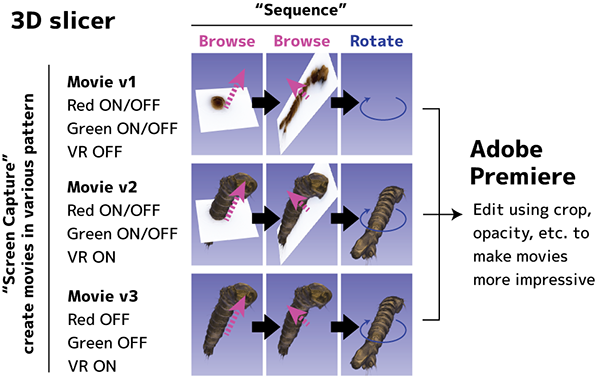 3D slicer
“Sequence”
Browse
Browse
Rotate
“Screen Capture”
create movies in various pattern
Movie v1
Red ON/OFF
Green ON/OFF
VR OFF
Movie v2
Red ON/OFF
Green ON/OFF
VR ON
Movie v3
Red OFF
Green OFF
VR ON
Adobe
Premiere
Edit using crop,
opacity, etc. to
make movies
more impressive